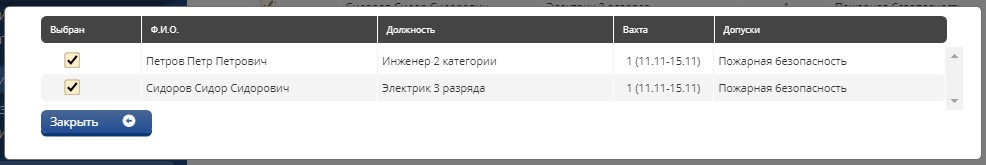 Выбран Ф.И.О. Должность Вахта Допуски
Петров Петр Петрович Инженер 2 категории 1 (11.11-15.11) Пожарная безопасность
Сидоров Сидор Сидорович Электрик 3 разряда 1 (11.11-15.11) Пожарная безопасность
Закрыть